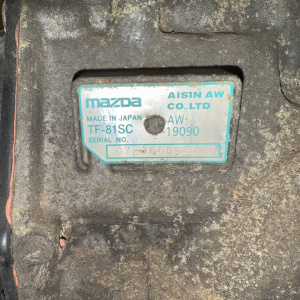 mazda AISIN AW
CO., LTD.
MADE IN JAPAN AW
TF-81SC 19090
SERIAL NO.